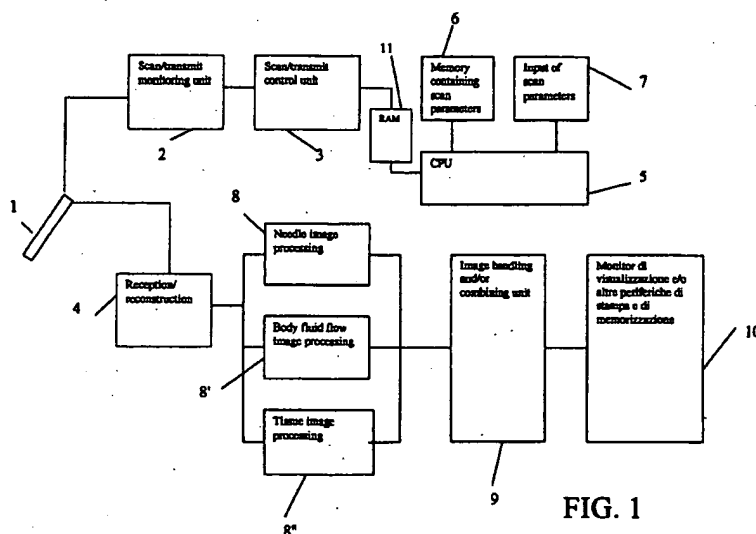 6
11
Scan/transmit
monitoring unit
Scan/transmit
control unit
Memory
containing
scan
parameters
Input of
scan
parameters
7
RAM
2
3
CPU
5
1
8
Needle image
processing
Image handling
and/or
combining unit
Monitor di
visualizzazione e/o
altre periferiche di
stampa e di
memorizzazione
Reception/
reconstruction
4
Body fluid flow
image processing
8'
10
Tissue image
processing
8"
9
FIG. 1